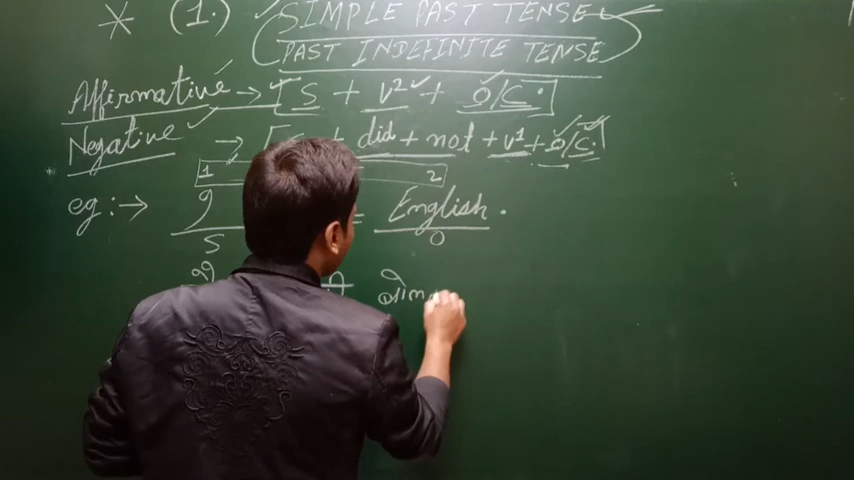 * (1.) SIMPLE PAST TENSE
PAST INDEFINITE TENSE
Affirmative → [S + V² + O/C.]
Negative → [ + did + not + V¹ + O/C.]
1 2
eg:→ I English.
S O